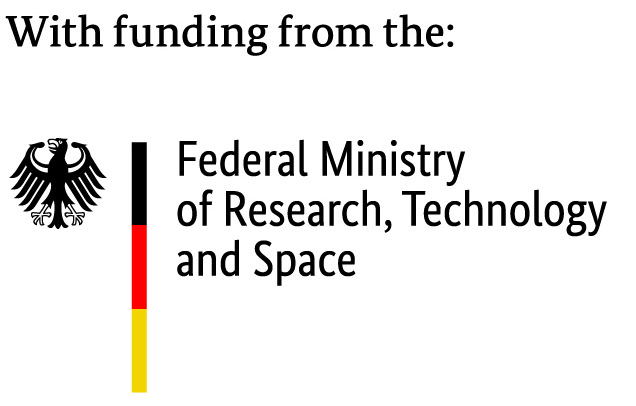 With funding from the:
Federal Ministry
of Research, Technology
and Space